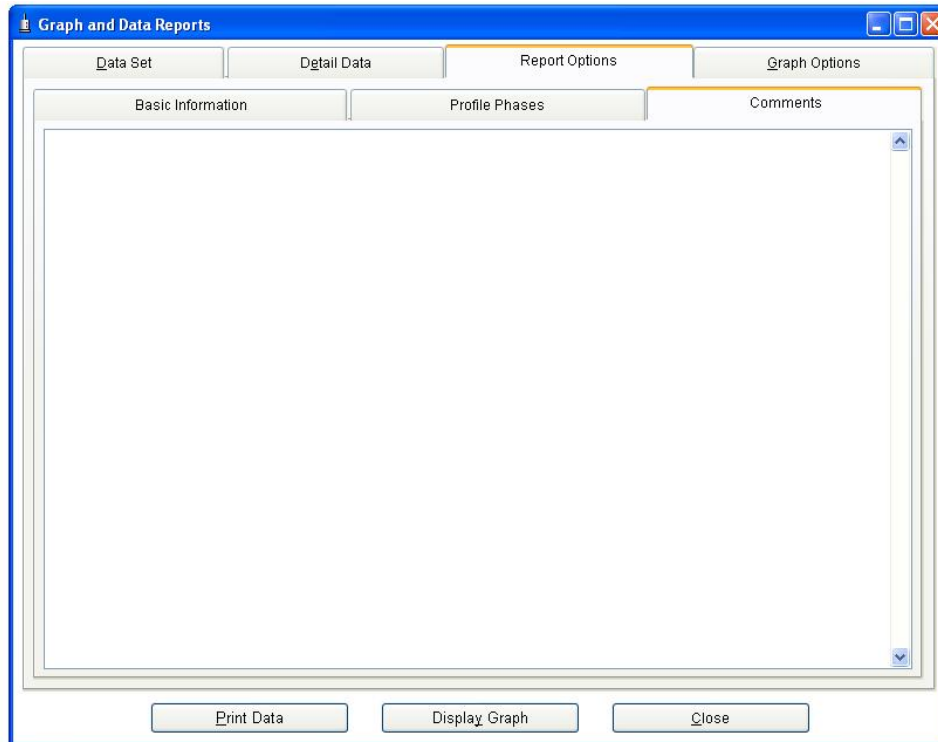 Graph and Data Reports
Data Set Detail Data Report Options Graph Options
Basic Information Profile Phases Comments
Print Data Display Graph Close